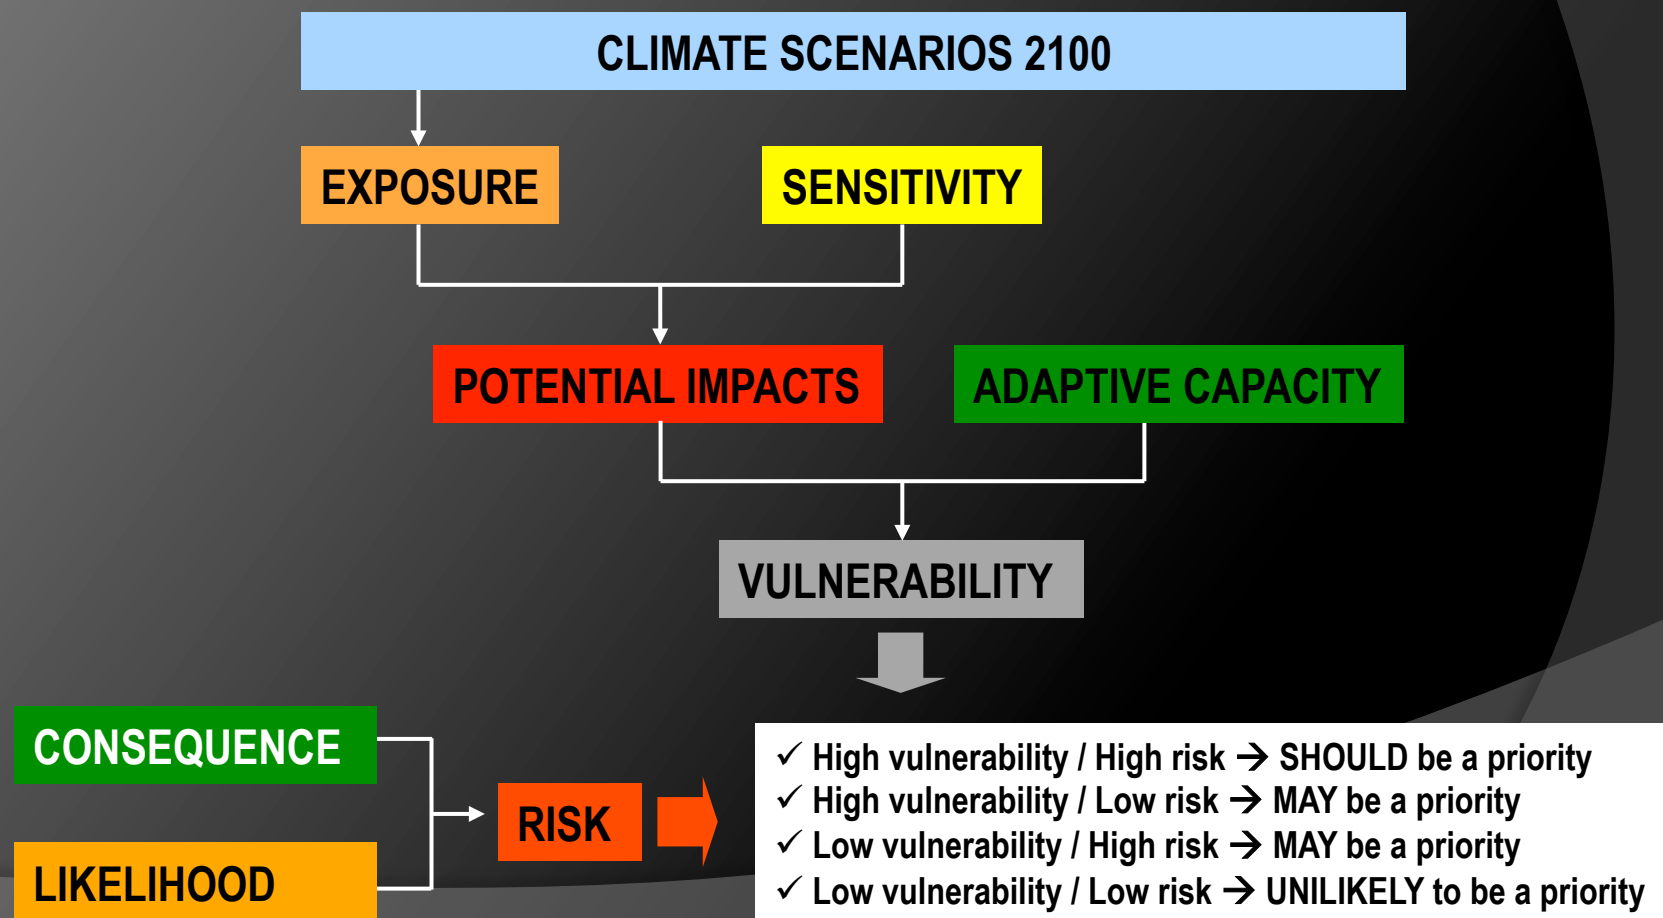 CLIMATE SCENARIOS 2100
EXPOSURE
SENSITIVITY
POTENTIAL IMPACTS
ADAPTIVE CAPACITY
VULNERABILITY
CONSEQUENCE
LIKELIHOOD
RISK
✓ High vulnerability / High risk → SHOULD be a priority
✓ High vulnerability / Low risk → MAY be a priority
✓ Low vulnerability / High risk → MAY be a priority
✓ Low vulnerability / Low risk → UNILIKELY to be a priority